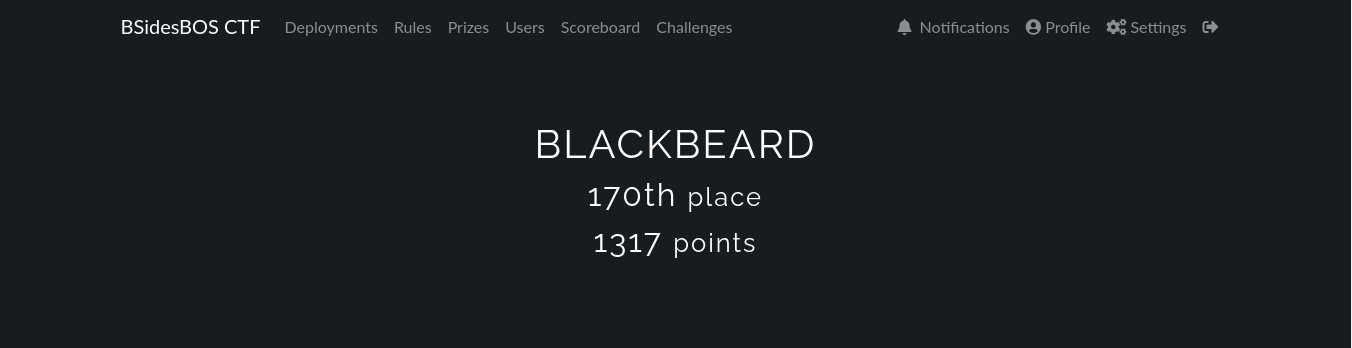 BSidesBOS CTF Deployments Rules Prizes Users Scoreboard Challenges Notifications Profile Settings
BLACKBEARD
170th place
1317 points